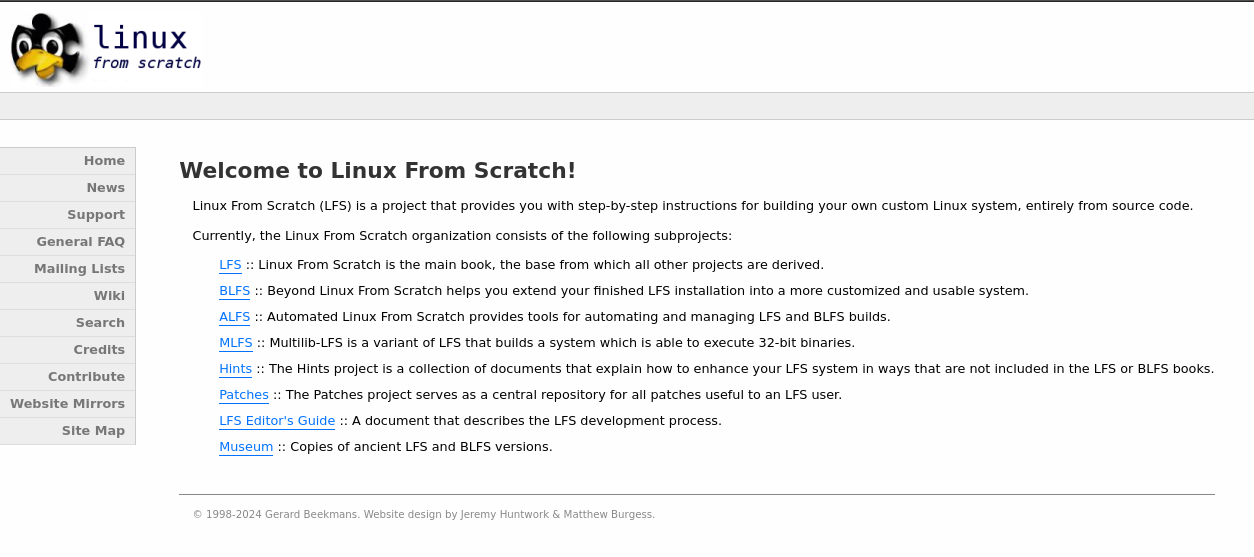 linux
from scratch
Home
News
Support
General FAQ
Mailing Lists
Wiki
Search
Credits
Contribute
Website Mirrors
Site Map
Welcome to Linux From Scratch!
Linux From Scratch (LFS) is a project that provides you with step-by-step instructions for building your own custom Linux system, entirely from source code.
Currently, the Linux From Scratch organization consists of the following subprojects:
LFS :: Linux From Scratch is the main book, the base from which all other projects are derived.
BLFS :: Beyond Linux From Scratch helps you extend your finished LFS installation into a more customized and usable system.
ALFS :: Automated Linux From Scratch provides tools for automating and managing LFS and BLFS builds.
MLFS :: Multilib-LFS is a variant of LFS that builds a system which is able to execute 32-bit binaries.
Hints :: The Hints project is a collection of documents that explain how to enhance your LFS system in ways that are not included in the LFS or BLFS books.
Patches :: The Patches project serves as a central repository for all patches useful to an LFS user.
LFS Editor's Guide :: A document that describes the LFS development process.
Museum :: Copies of ancient LFS and BLFS versions.
© 1998-2024 Gerard Beekmans. Website design by Jeremy Huntwork & Matthew Burgess.